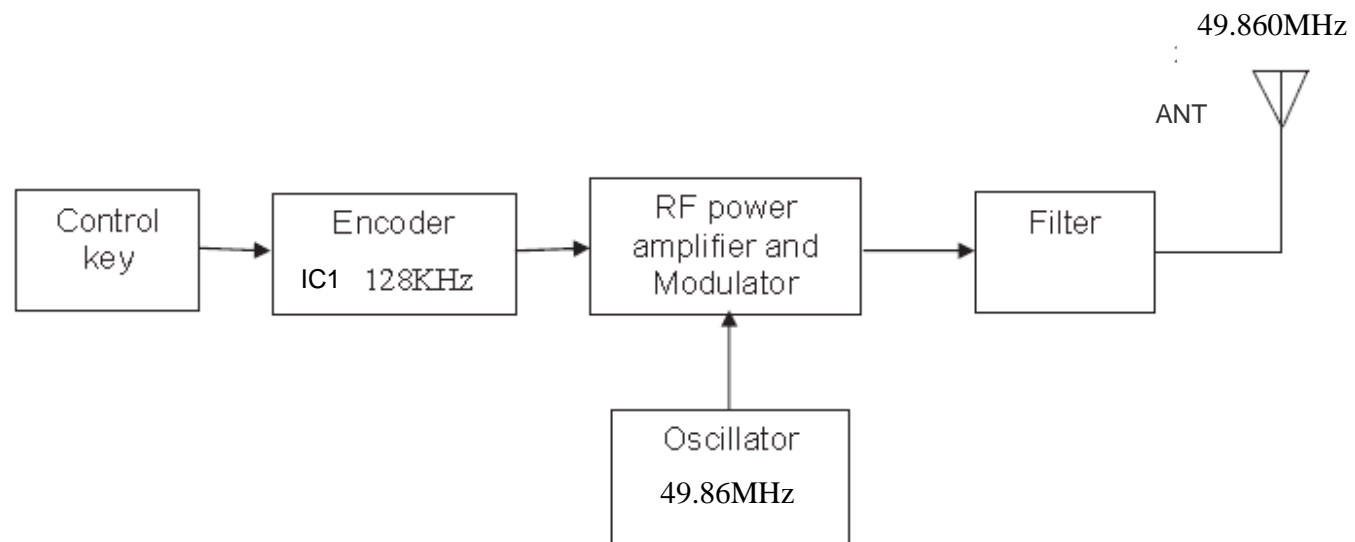 49.860MHz
ANT
Control
key
Encoder
IC1 128KHz
RF power
amplifier and
Modulator
Filter
Oscillator
49.86MHz